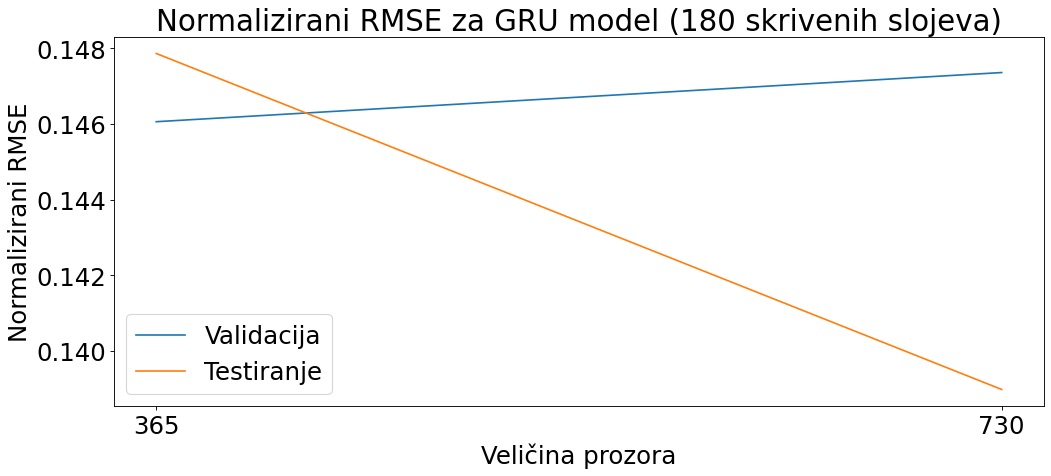 Normalizirani RMSE za GRU model (180 skrivenih slojeva)
Normalizirani RMSE
0.148
0.146
0.144
0.142
0.140
Validacija
Testiranje
365
730
Veličina prozora